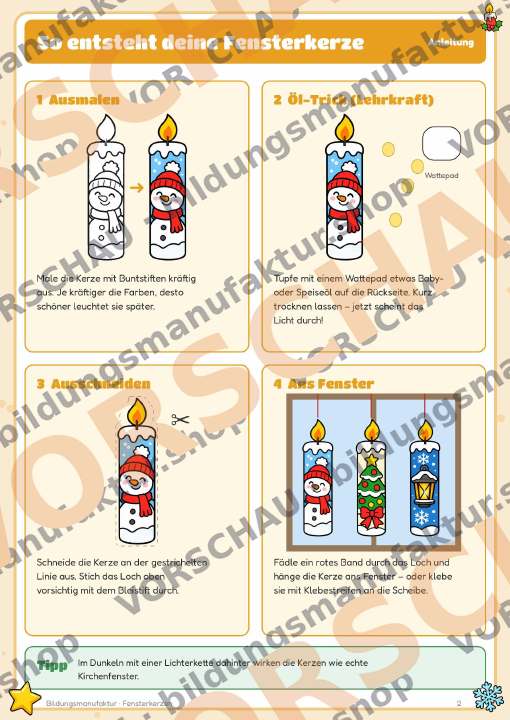 So entsteht deine Fensterkerze
Anleitung
1 Ausmalen
Male die Kerze mit Buntstiften kräftig
aus. Je kräftiger die Farben, desto
schöner leuchtet sie später.
2 Öl-Trick (Lehrkraft)
Wattepad
Tupfe mit einem Wattepad etwas Baby-
oder Speiseöl auf die Rückseite. Kurz
trocknen lassen – jetzt scheint das
Licht durch!
3 Ausschneiden
Schneide die Kerze an der gestrichelten
Linie aus. Stich das Loch oben
vorsichtig mit dem Bleistift durch.
4 Ans Fenster
Fädle ein rotes Band durch das Loch und
hänge die Kerze ans Fenster – oder klebe
sie mit Klebestreifen an die Scheibe.
Tipp
Im Dunkeln mit einer Lichterkette dahinter wirken die Kerzen wie echte
Kirchenfenster.
Bildungsmanufaktur · Fensterkerzen
2
VORSCHAU
VORSCHAU · bildungsmanufaktur.shop